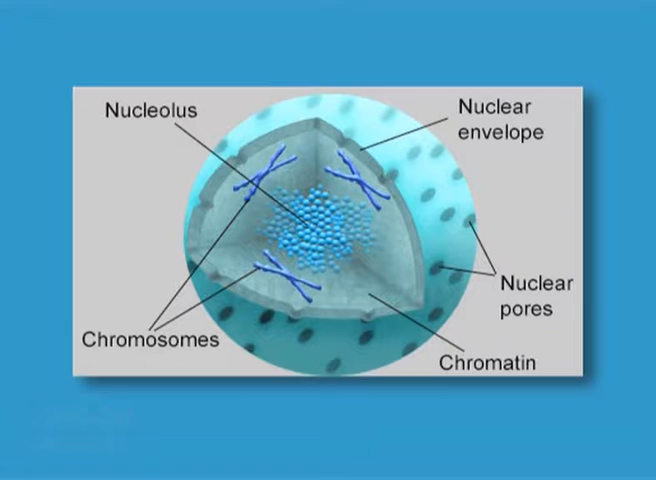 Nucleolus
Nuclear
envelope
Nuclear
pores
Chromosomes
Chromatin